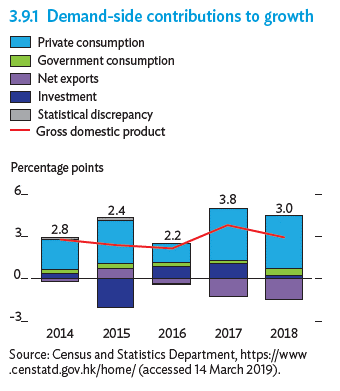 3.9.1 Demand-side contributions to growth
Private consumption
Government consumption
Net exports
Investment
Statistical discrepancy
Gross domestic product
Percentage points
6
3
0
-3
2.8
2.4
2.2
3.8
3.0
2014 2015 2016 2017 2018
Source: Census and Statistics Department, https://www
.censtatd.gov.hk/home/ (accessed 14 March 2019).